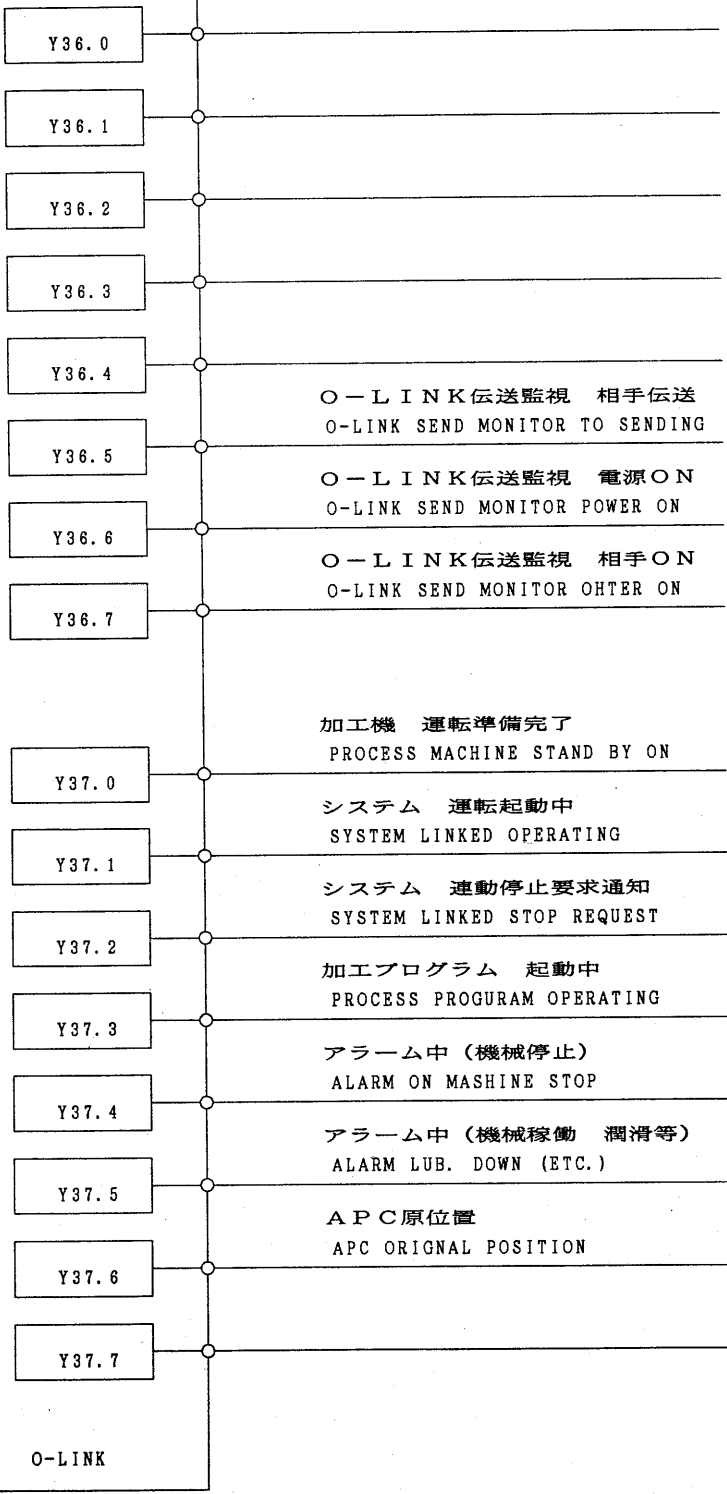 Y36.0
Y36.1
Y36.2
Y36.3
Y36.4
O－LINK伝送監視　相手伝送
O-LINK SEND MONITOR TO SENDING
Y36.5
O－LINK伝送監視　電源ON
O-LINK SEND MONITOR POWER ON
Y36.6
O－LINK伝送監視　相手ON
O-LINK SEND MONITOR OHTER ON
Y36.7
加工機　運転準備完了
PROCESS MACHINE STAND BY ON
Y37.0
システム　運転起動中
SYSTEM LINKED OPERATING
Y37.1
システム　連動停止要求通知
SYSTEM LINKED STOP REQUEST
Y37.2
加工プログラム　起動中
PROCESS PROGURAM OPERATING
Y37.3
アラーム中（機械停止）
ALARM ON MASHINE STOP
Y37.4
アラーム中（機械稼働　潤滑等）
ALARM LUB. DOWN (ETC.)
Y37.5
APC原位置
APC ORIGNAL POSITION
Y37.6
Y37.7
O-LINK